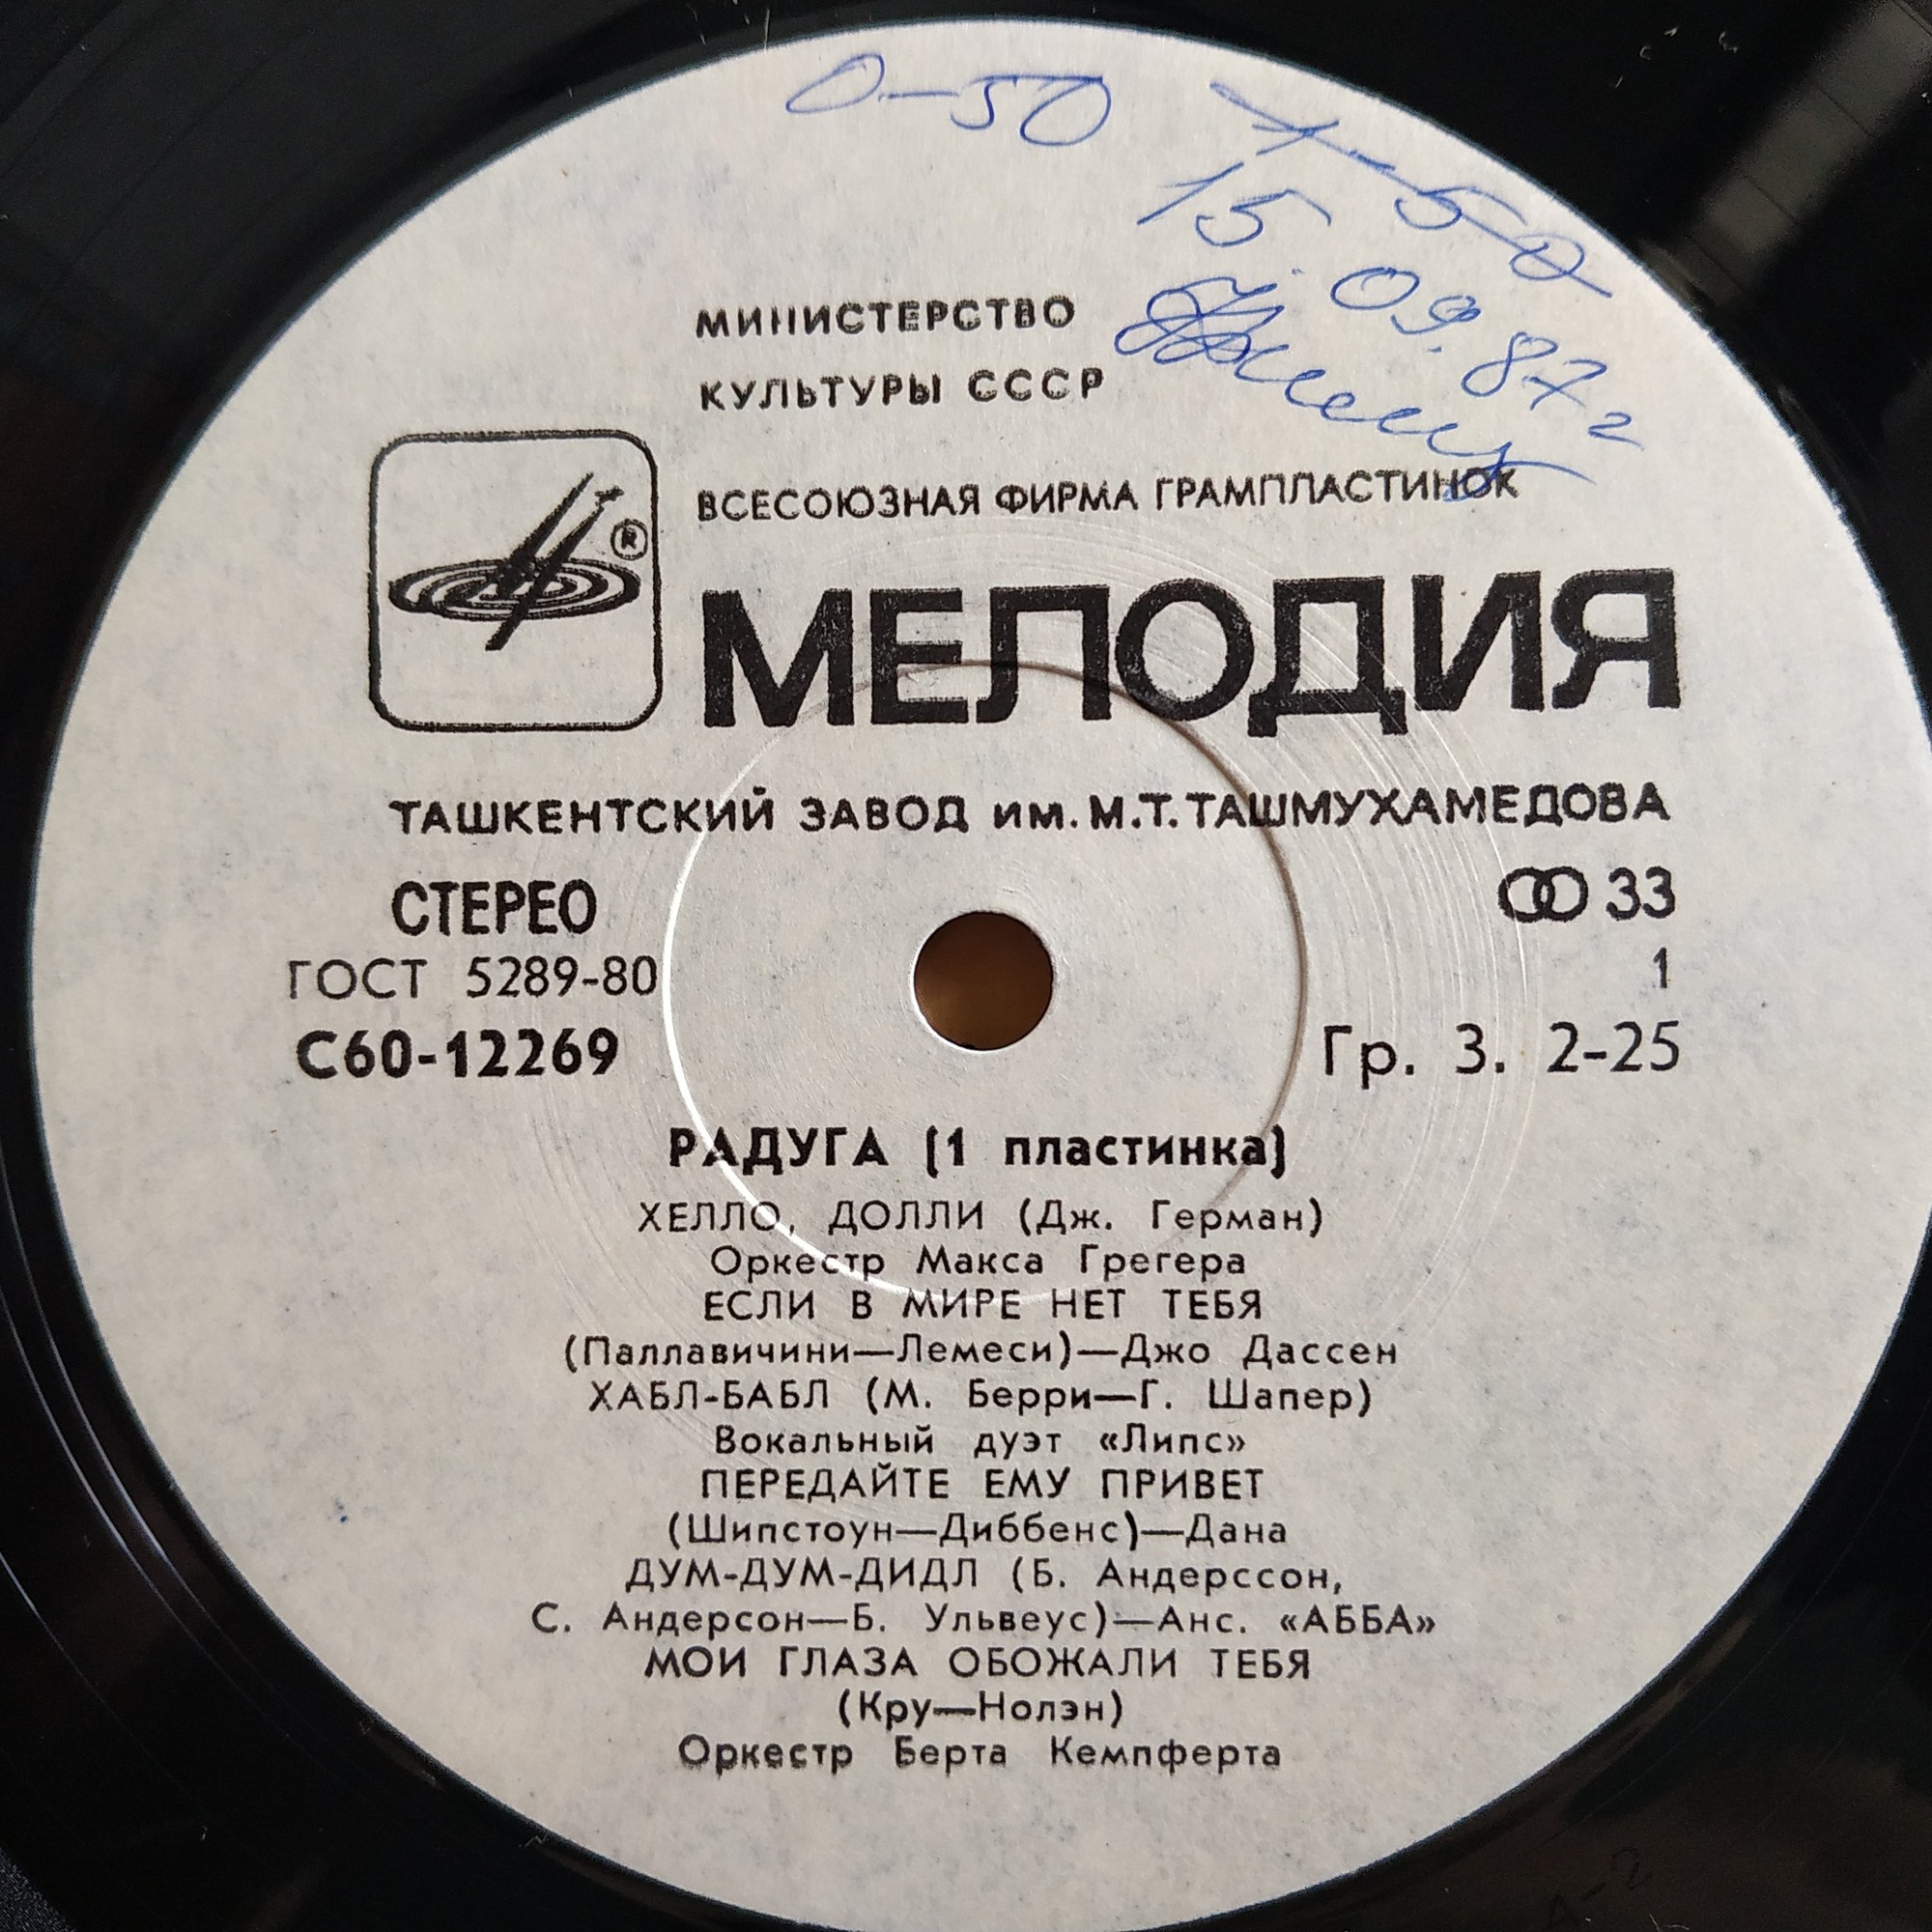 0-50
1-50
15.09.87г
МИНИСТЕРСТВО
КУЛЬТУРЫ СССР
ВСЕСОЮЗНАЯ ФИРМА ГРАМПЛАСТИНОК
®
МЕЛОДИЯ
ТАШКЕНТСКИЙ ЗАВОД им. М.Т. ТАШМУХАМЕДОВА
СТЕРЕО 33
ГОСТ 5289-80 1
С60-12269 Гр. 3. 2-25
РАДУГА (1 пластинка)
ХЕЛЛО, ДОЛЛИ (Дж. Герман)
Оркестр Макса Грегера
ЕСЛИ В МИРЕ НЕТ ТЕБЯ
(Паллавичини—Лемеси)—Джо Дассен
ХАБЛ-БАБЛ (М. Берри—Г. Шапер)
Вокальный дуэт «Липс»
ПЕРЕДАЙТЕ ЕМУ ПРИВЕТ
(Шипстоун—Диббенс)—Дана
ДУМ-ДУМ-ДИДЛ (Б. Андерссон,
С. Андерсон—Б. Ульвеус)—Анс. «АББА»
МОИ ГЛАЗА ОБОЖАЛИ ТЕБЯ
(Кру—Нолэн)
Оркестр Берта Кемпферта